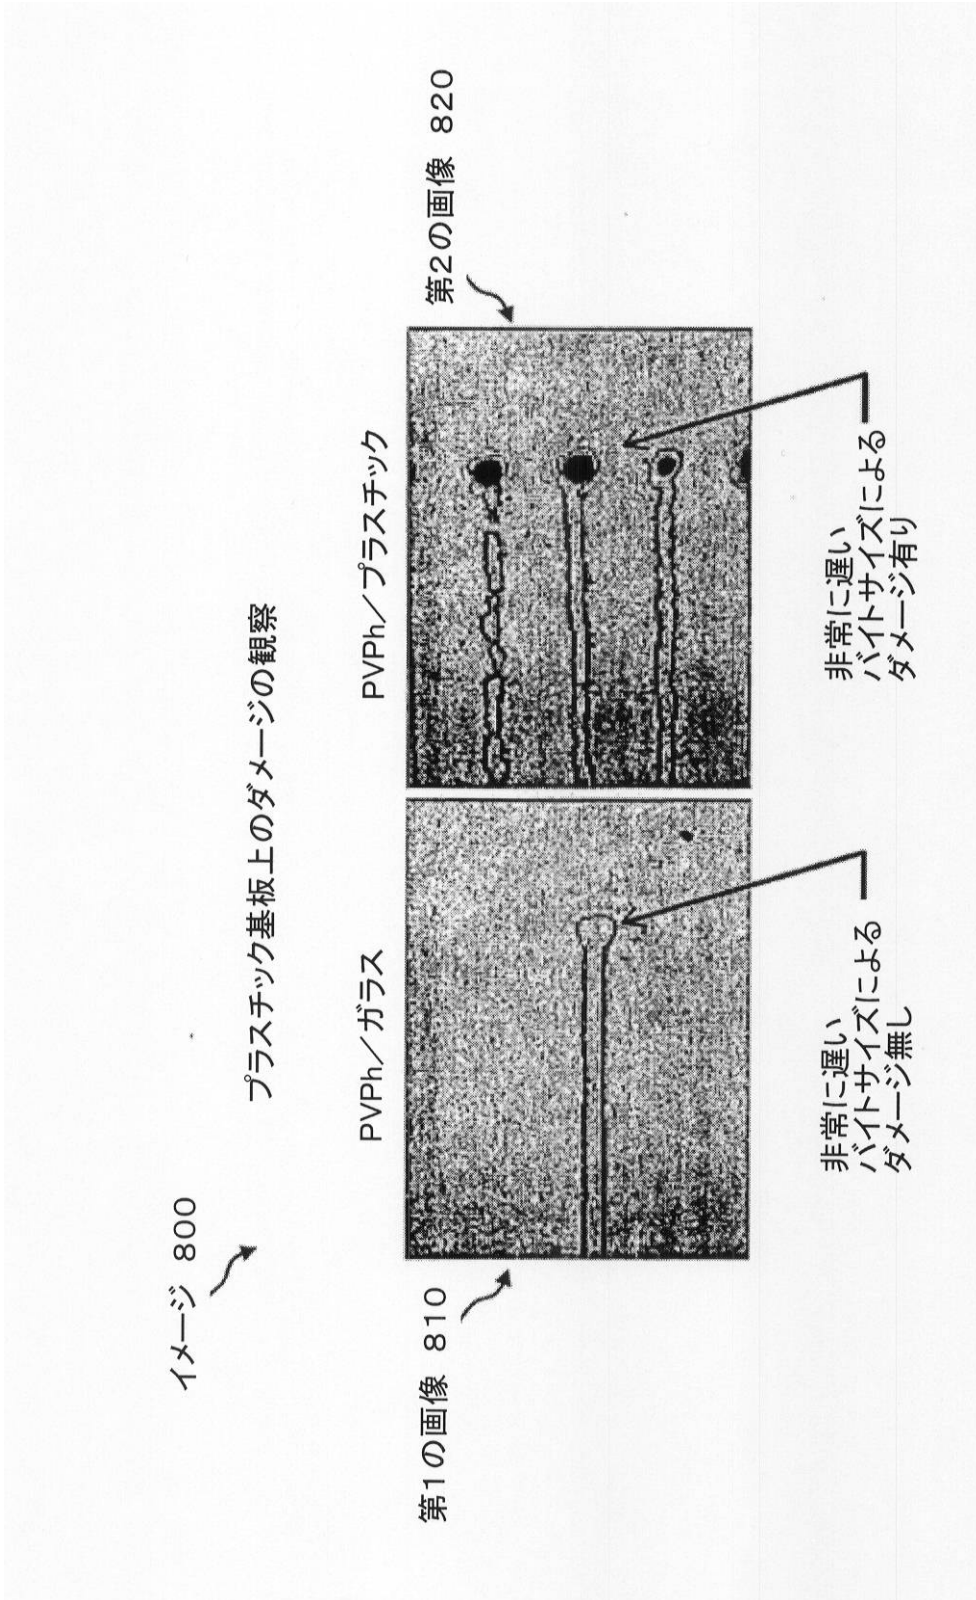 イメージ 800
プラスチック基板上のダメージの観察
PVPh／ガラス
PVPh／プラスチック
第1の画像 810
第2の画像 820
非常に遅い
バイトサイズによる
ダメージ無し
非常に遅い
バイトサイズによる
ダメージ有り